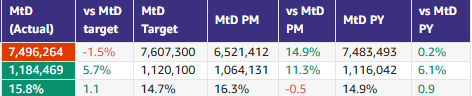 MtD (Actual) vs MtD target MtD Target MtD PM vs MtD PM MtD PY vs MtD PY
7,496,264 -1.5% 7,607,300 6,521,412 14.9% 7,483,493 0.2%
1,184,469 5.7% 1,120,100 1,064,131 11.3% 1,116,042 6.1%
15.8% 1.1 14.7% 16.3% -0.5 14.9% 0.9